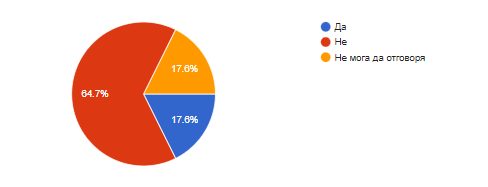 Да
Не
Не мога да отговоря
17.6%
64.7%
17.6%